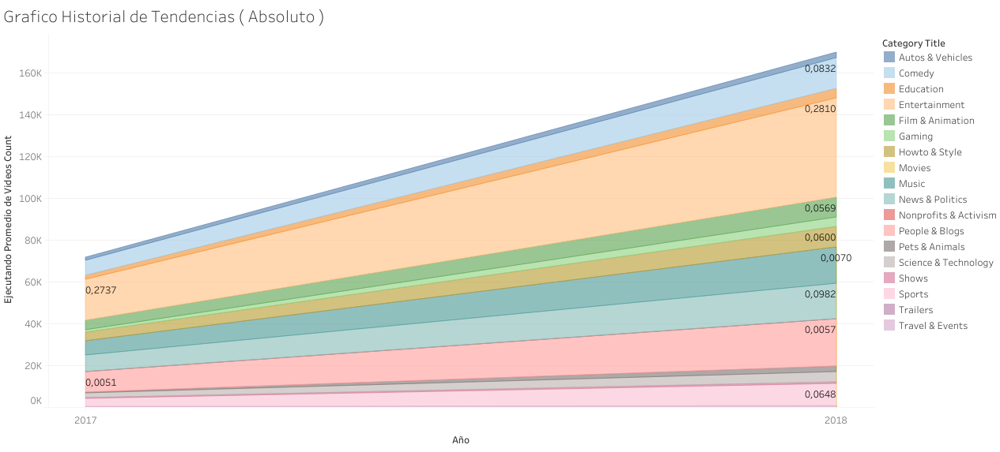 Grafico Historial de Tendencias ( Absoluto )
Ejecutando Promedio de Videos Count
160K
140K
120K
100K
80K
60K
40K
20K
0K
0,2737
0,0051
0,0832
0,2810
0,0569
0,0600
0,0070
0,0982
0,0057
0,0648
2017
2018
Año
Category Title
Autos & Vehicles
Comedy
Education
Entertainment
Film & Animation
Gaming
Howto & Style
Movies
Music
News & Politics
Nonprofits & Activism
People & Blogs
Pets & Animals
Science & Technology
Shows
Sports
Trailers
Travel & Events